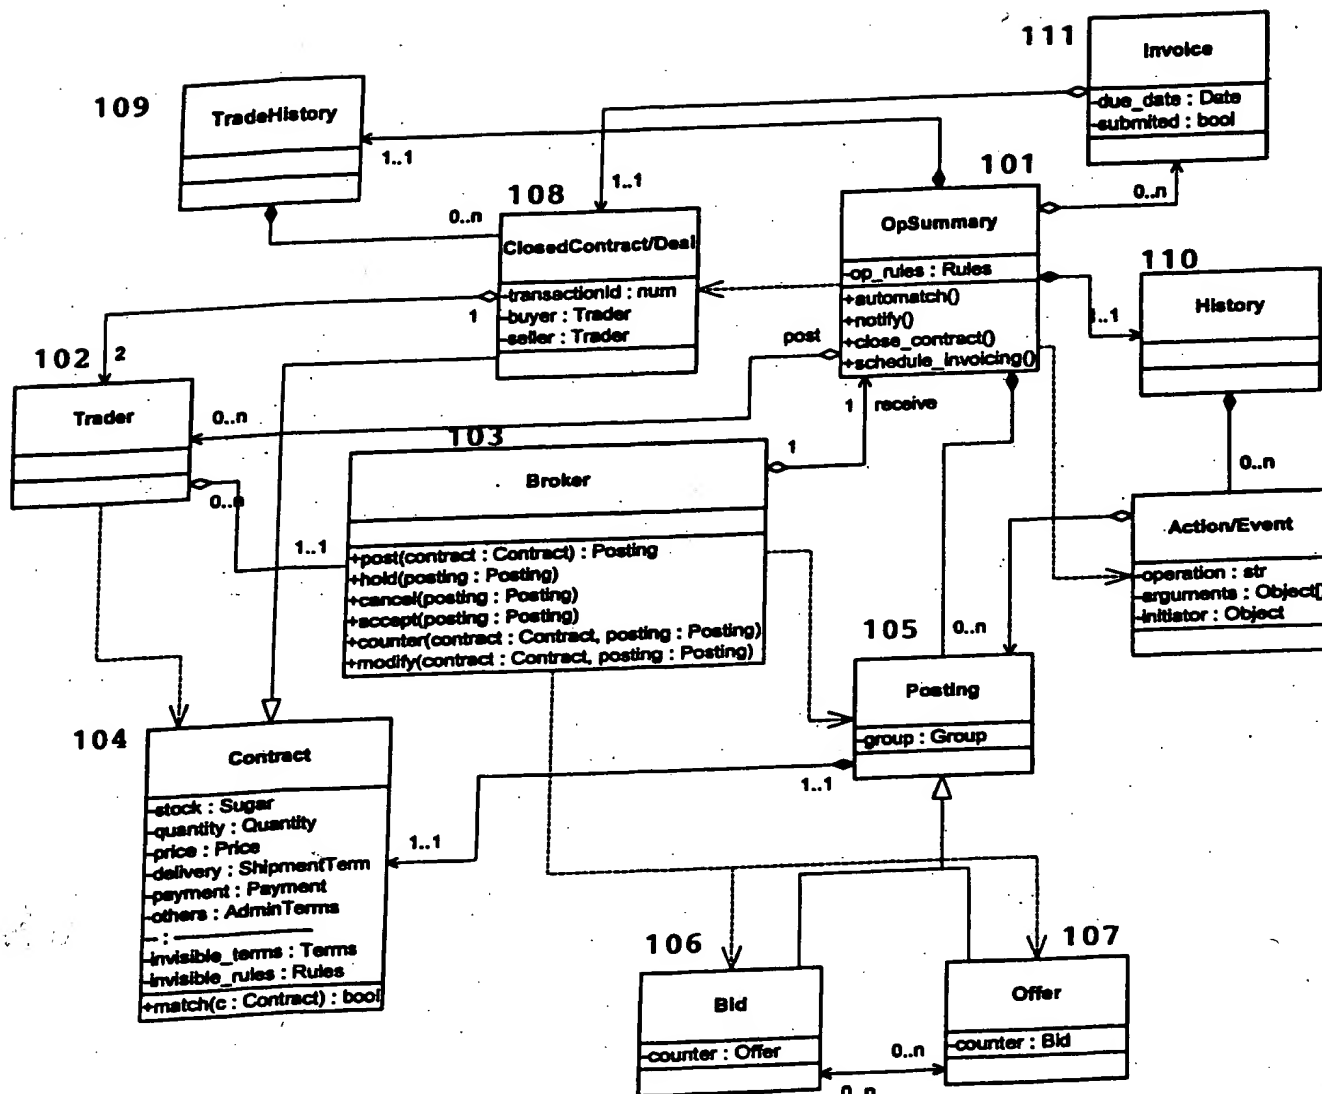 111
Invoice
-due_date : Date
-submited : bool
109
TradeHistory
1..1
1..1
101
0..n
108
0..n
OpSummary
-op_rules : Rules
+automatch()
+notify()
+close_contract()
+schedule_invoicing()
ClosedContract/Deal
-transactionId : num
-buyer : Trader
-seller : Trader
110
History
1..1
1
post
102
2
Trader
0..n
103
1
receive
Broker
1
0..n
0..n
1..1
+post(contract : Contract) : Posting
+hold(posting : Posting)
+cancel(posting : Posting)
+accept(posting : Posting)
+counter(contract : Contract, posting : Posting)
+modify(contract : Contract, posting : Posting)
Action/Event
-operation : str
-arguments : Object[]
-initiator : Object
105
0..n
Posting
-group : Group
1..1
104
Contract
-stock : Sugar
-quantity : Quantity
-price : Price
-delivery : ShipmentTerm
-payment : Payment
-others : AdminTerms
- :
-invisible_terms : Terms
-invisible_rules : Rules
+match(c : Contract) : bool
1..1
106
Bid
-counter : Offer
107
Offer
-counter : Bid
0..n
0..n